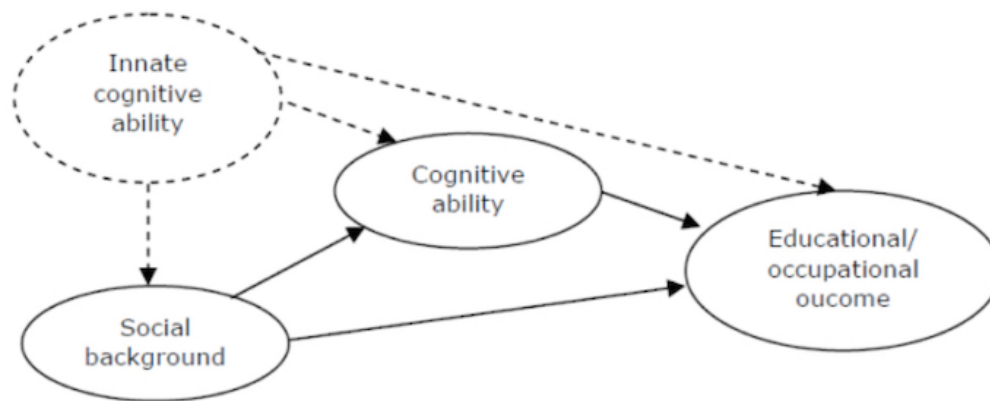 Innate
cognitive
ability
Cognitive
ability
Educational/
occupational
oucome
Social
background